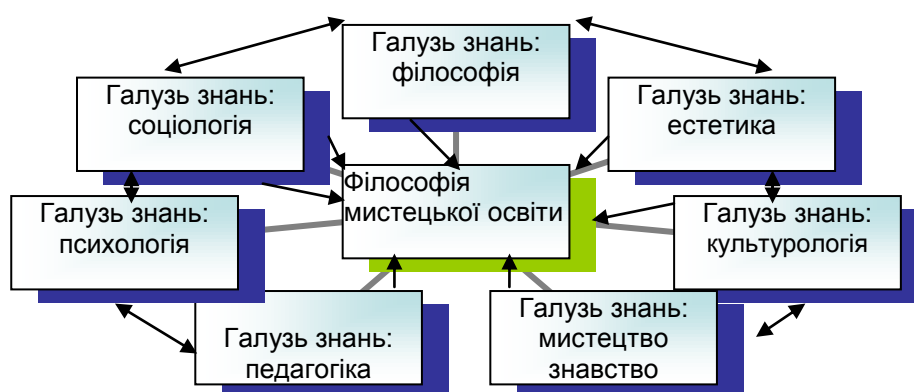 Галузь знань:
філософія
Галузь знань:
соціологія
Галузь знань:
естетика
Філософія
мистецької освіти
Галузь знань:
психологія
Галузь знань:
культурологія
Галузь знань:
педагогіка
Галузь знань:
мистецтво
знавство